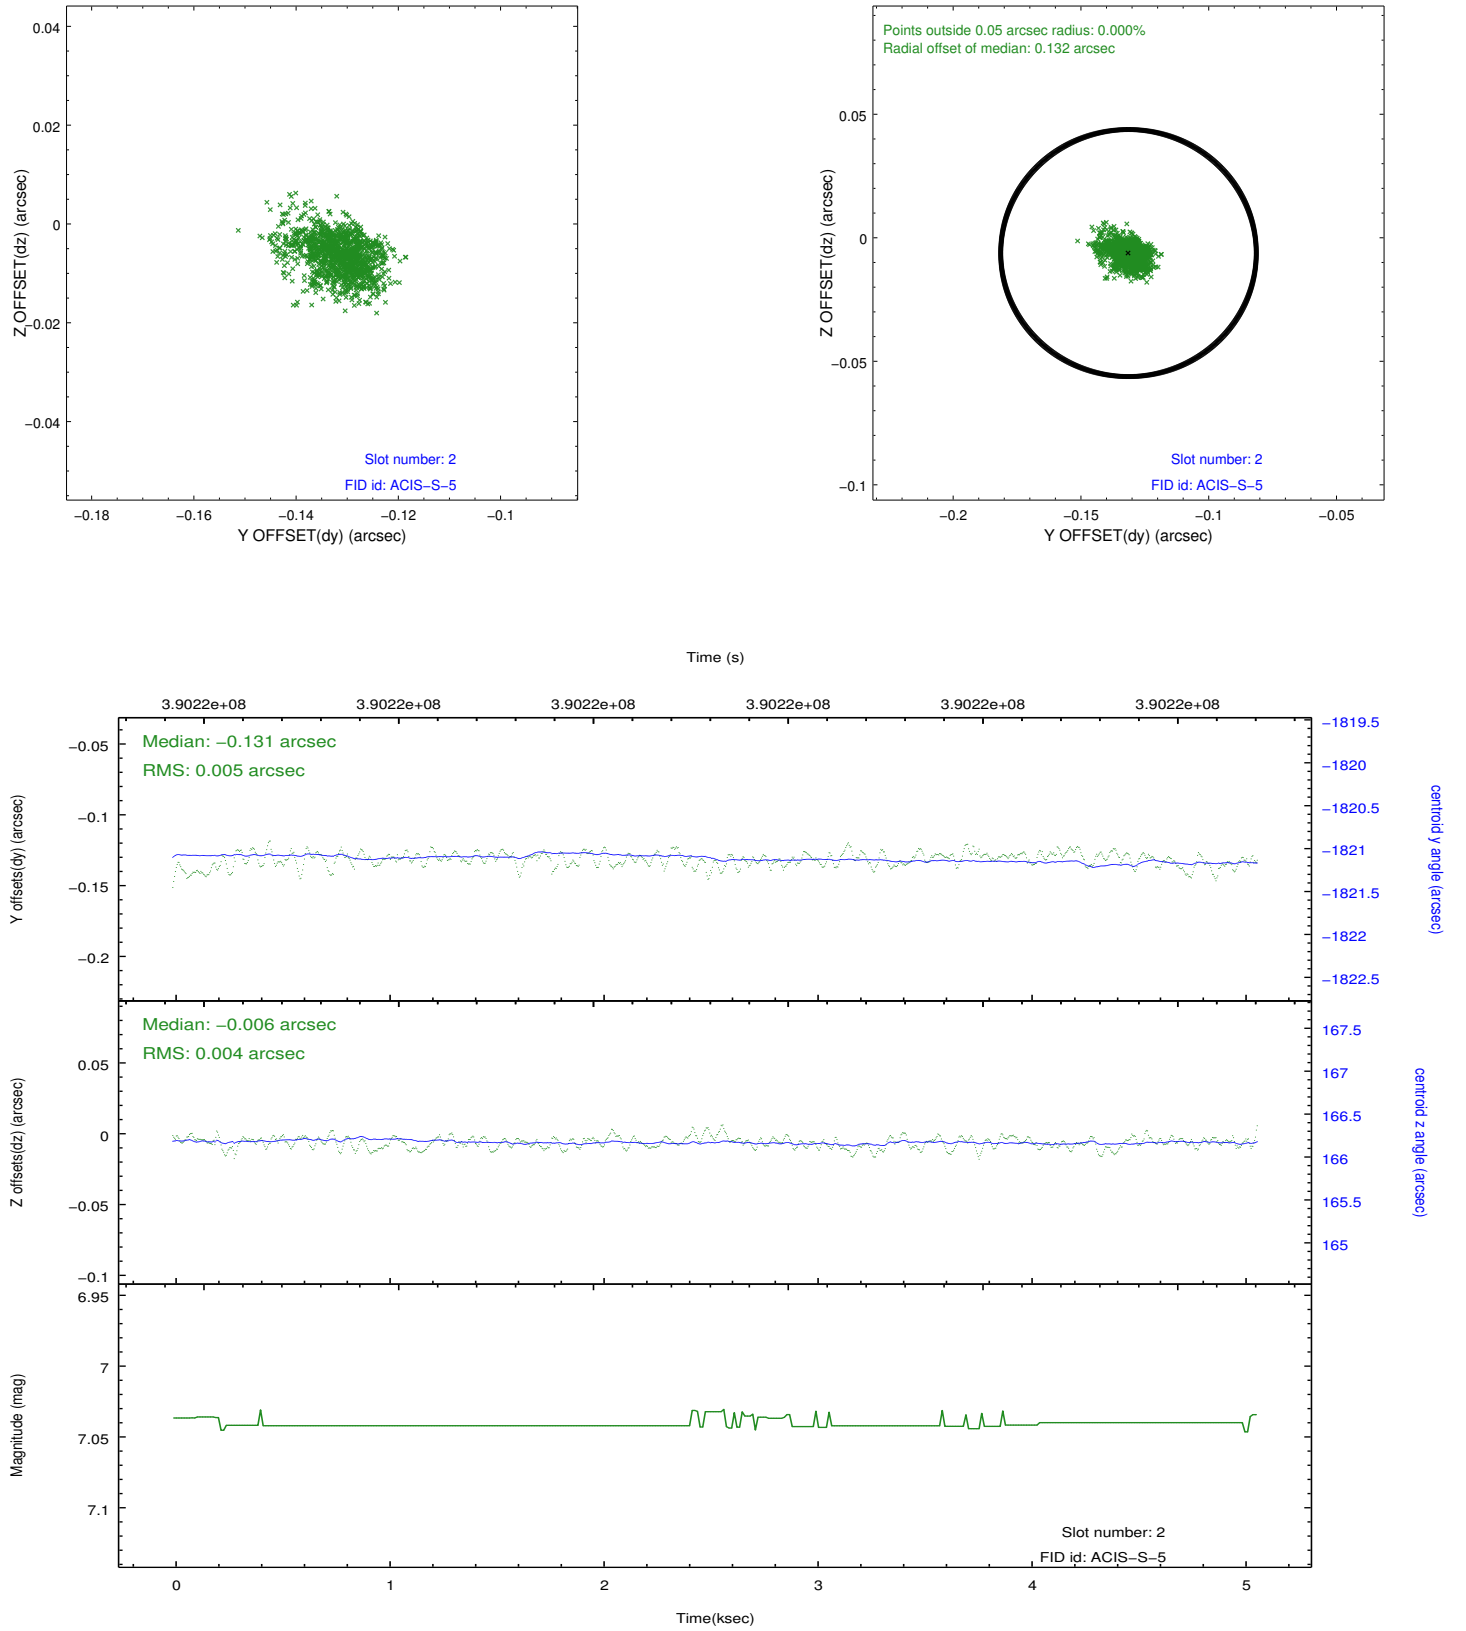 0.04
0.02
0
−0.02
−0.04
Z OFFSET(dz) (arcsec)
Slot number: 2
FID id: ACIS−S−5
−0.18
−0.16
−0.14
−0.12
−0.1
Y OFFSET(dy) (arcsec)
Points outside 0.05 arcsec radius: 0.000%
Radial offset of median: 0.132 arcsec
0.05
0
−0.05
−0.1
Z OFFSET(dz) (arcsec)
Slot number: 2
FID id: ACIS−S−5
−0.2
−0.15
−0.1
−0.05
Y OFFSET(dy) (arcsec)
Time (s)
3.9022e+08
3.9022e+08
3.9022e+08
3.9022e+08
3.9022e+08
3.9022e+08
Median: −0.131 arcsec
RMS: 0.005 arcsec
−0.05
−0.1
−0.15
−0.2
Y offsets(dy) (arcsec)
−1819.5
−1820
−1820.5
−1821
−1821.5
−1822
−1822.5
centroid y angle (arcsec)
Median: −0.006 arcsec
RMS: 0.004 arcsec
0.05
0
−0.05
−0.1
Z offsets(dz) (arcsec)
167.5
167
166.5
166
165.5
165
centroid z angle (arcsec)
6.95
7
7.05
7.1
Magnitude (mag)
Slot number: 2
FID id: ACIS−S−5
0
1
2
3
4
5
Time(ksec)